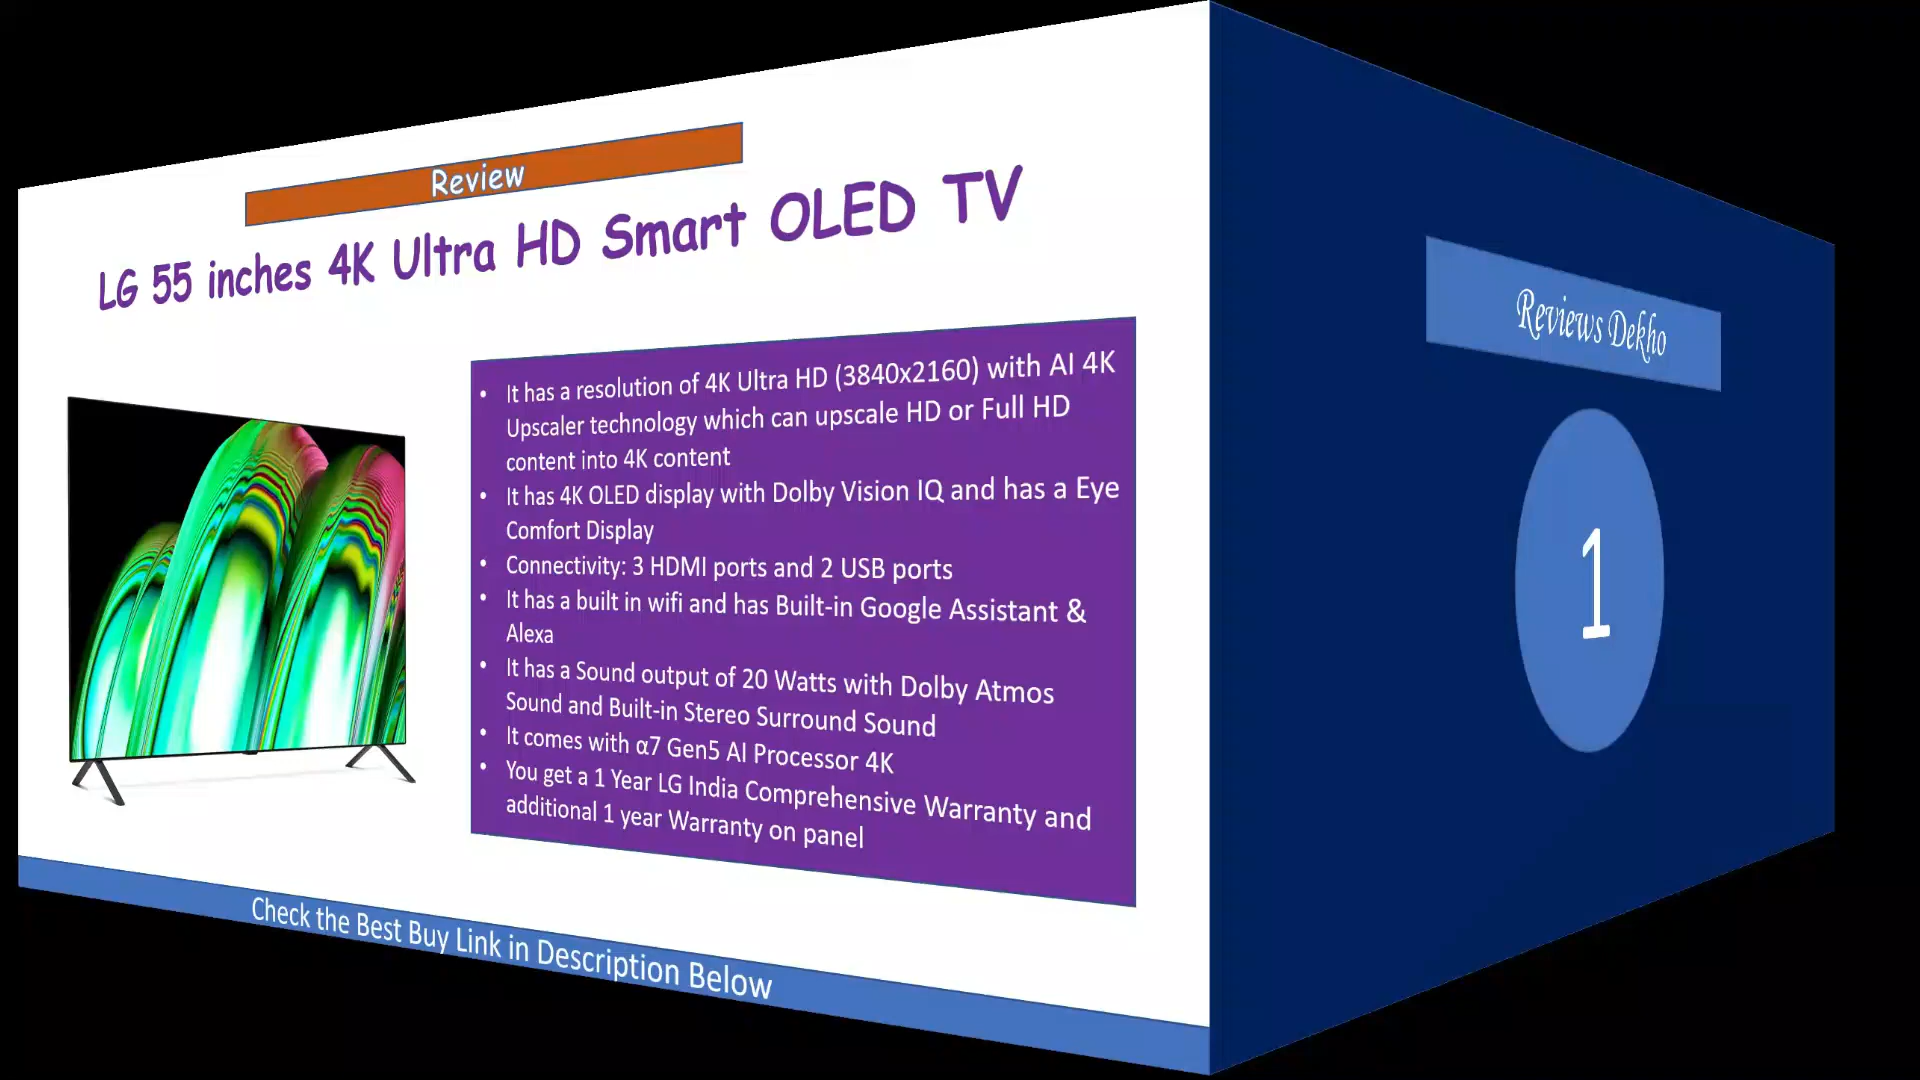 Review
LG 55 inches 4K Ultra HD Smart OLED TV
• It has a resolution of 4K Ultra HD (3840x2160) with AI 4K
Upscaler technology which can upscale HD or Full HD
content into 4K content
• It has 4K OLED display with Dolby Vision IQ and has a Eye
Comfort Display
• Connectivity: 3 HDMI ports and 2 USB ports
• It has a built in wifi and has Built-in Google Assistant &
Alexa
• It has a Sound output of 20 Watts with Dolby Atmos
Sound and Built-in Stereo Surround Sound
• It comes with α7 Gen5 AI Processor 4K
• You get a 1 Year LG India Comprehensive Warranty and
additional 1 year Warranty on panel
Check the Best Buy Link in Description Below
Reviews Dekho
1